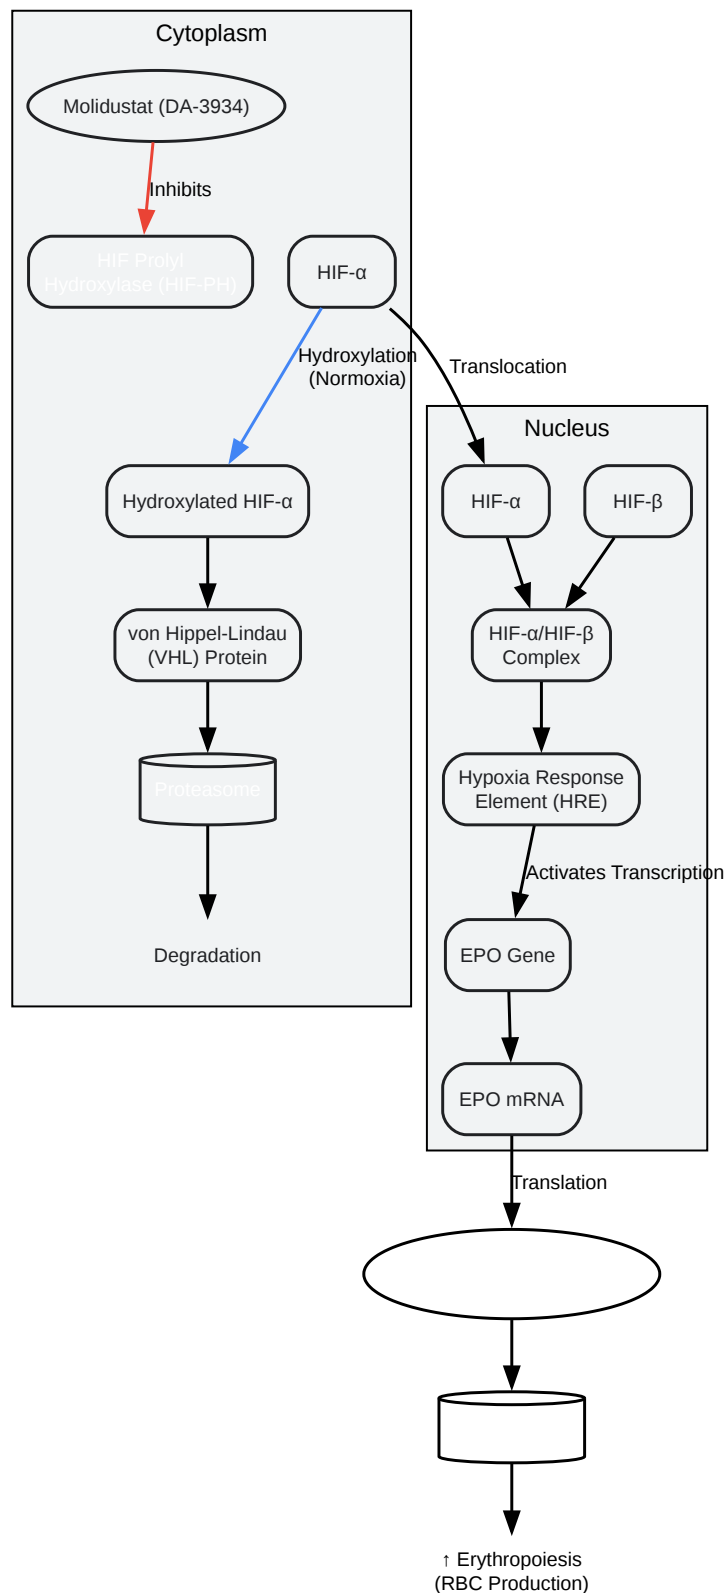 Cytoplasm
Molidustat (DA-3934)
Inhibits
HIF Prolyl
Hydroxylase (HIF-PH)
HIF-α
Hydroxylation
(Normoxia)
Translocation
Nucleus
Hydroxylated HIF-α
HIF-α
HIF-β
von Hippel-Lindau
(VHL) Protein
HIF-α/HIF-β
Complex
Proteasome
Hypoxia Response
Element (HRE)
Activates Transcription
Degradation
EPO Gene
EPO mRNA
Translation
↑ Erythropoiesis
(RBC Production)